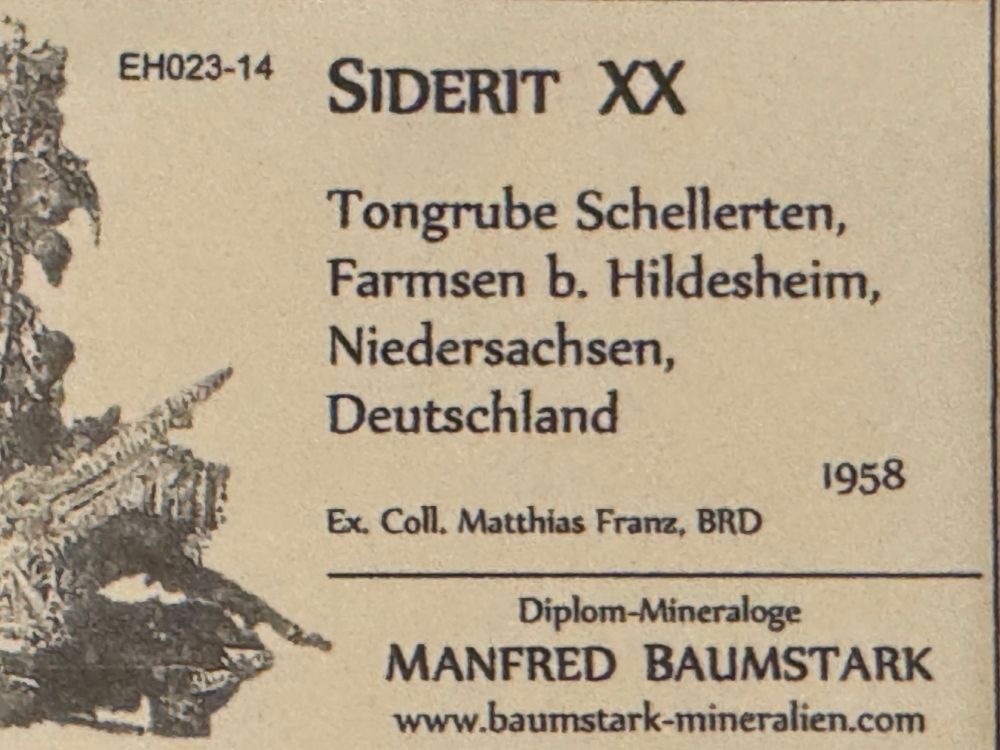 EH023-14
SIDERIT XX
Tongrube Schellerten,
Farmsen b. Hildesheim,
Niedersachsen,
Deutschland
1958
Ex. Coll. Matthias Franz, BRD
Diplom-Mineraloge
MANFRED BAUMSTARK
www.baumstark-mineralien.com